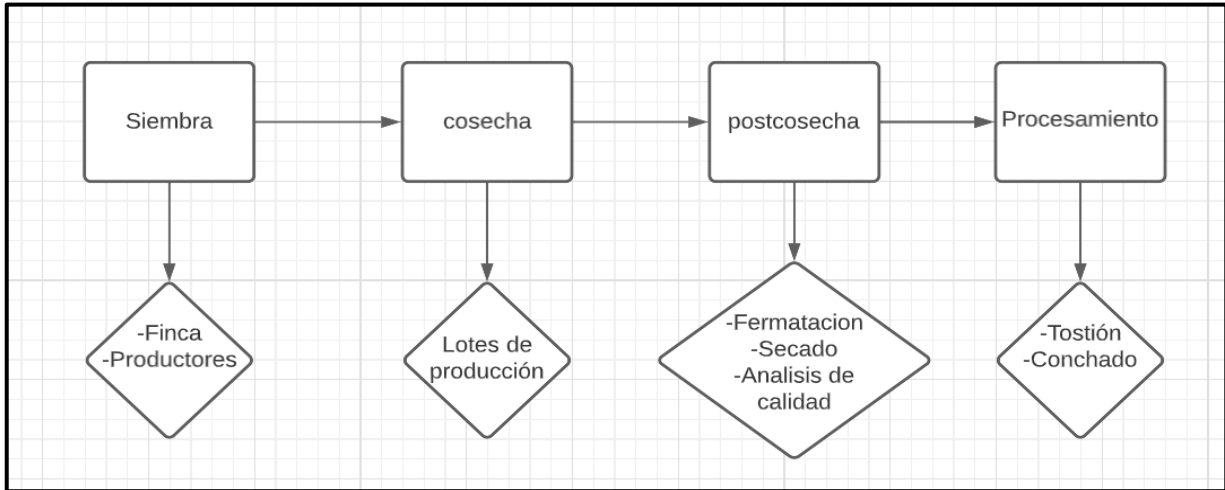 Siembra
cosecha
postcosecha
Procesamiento
-Finca
-Productores
Lotes de
producción
-Fermatacion
-Secado
-Analisis de
calidad
-Tostión
-Conchado